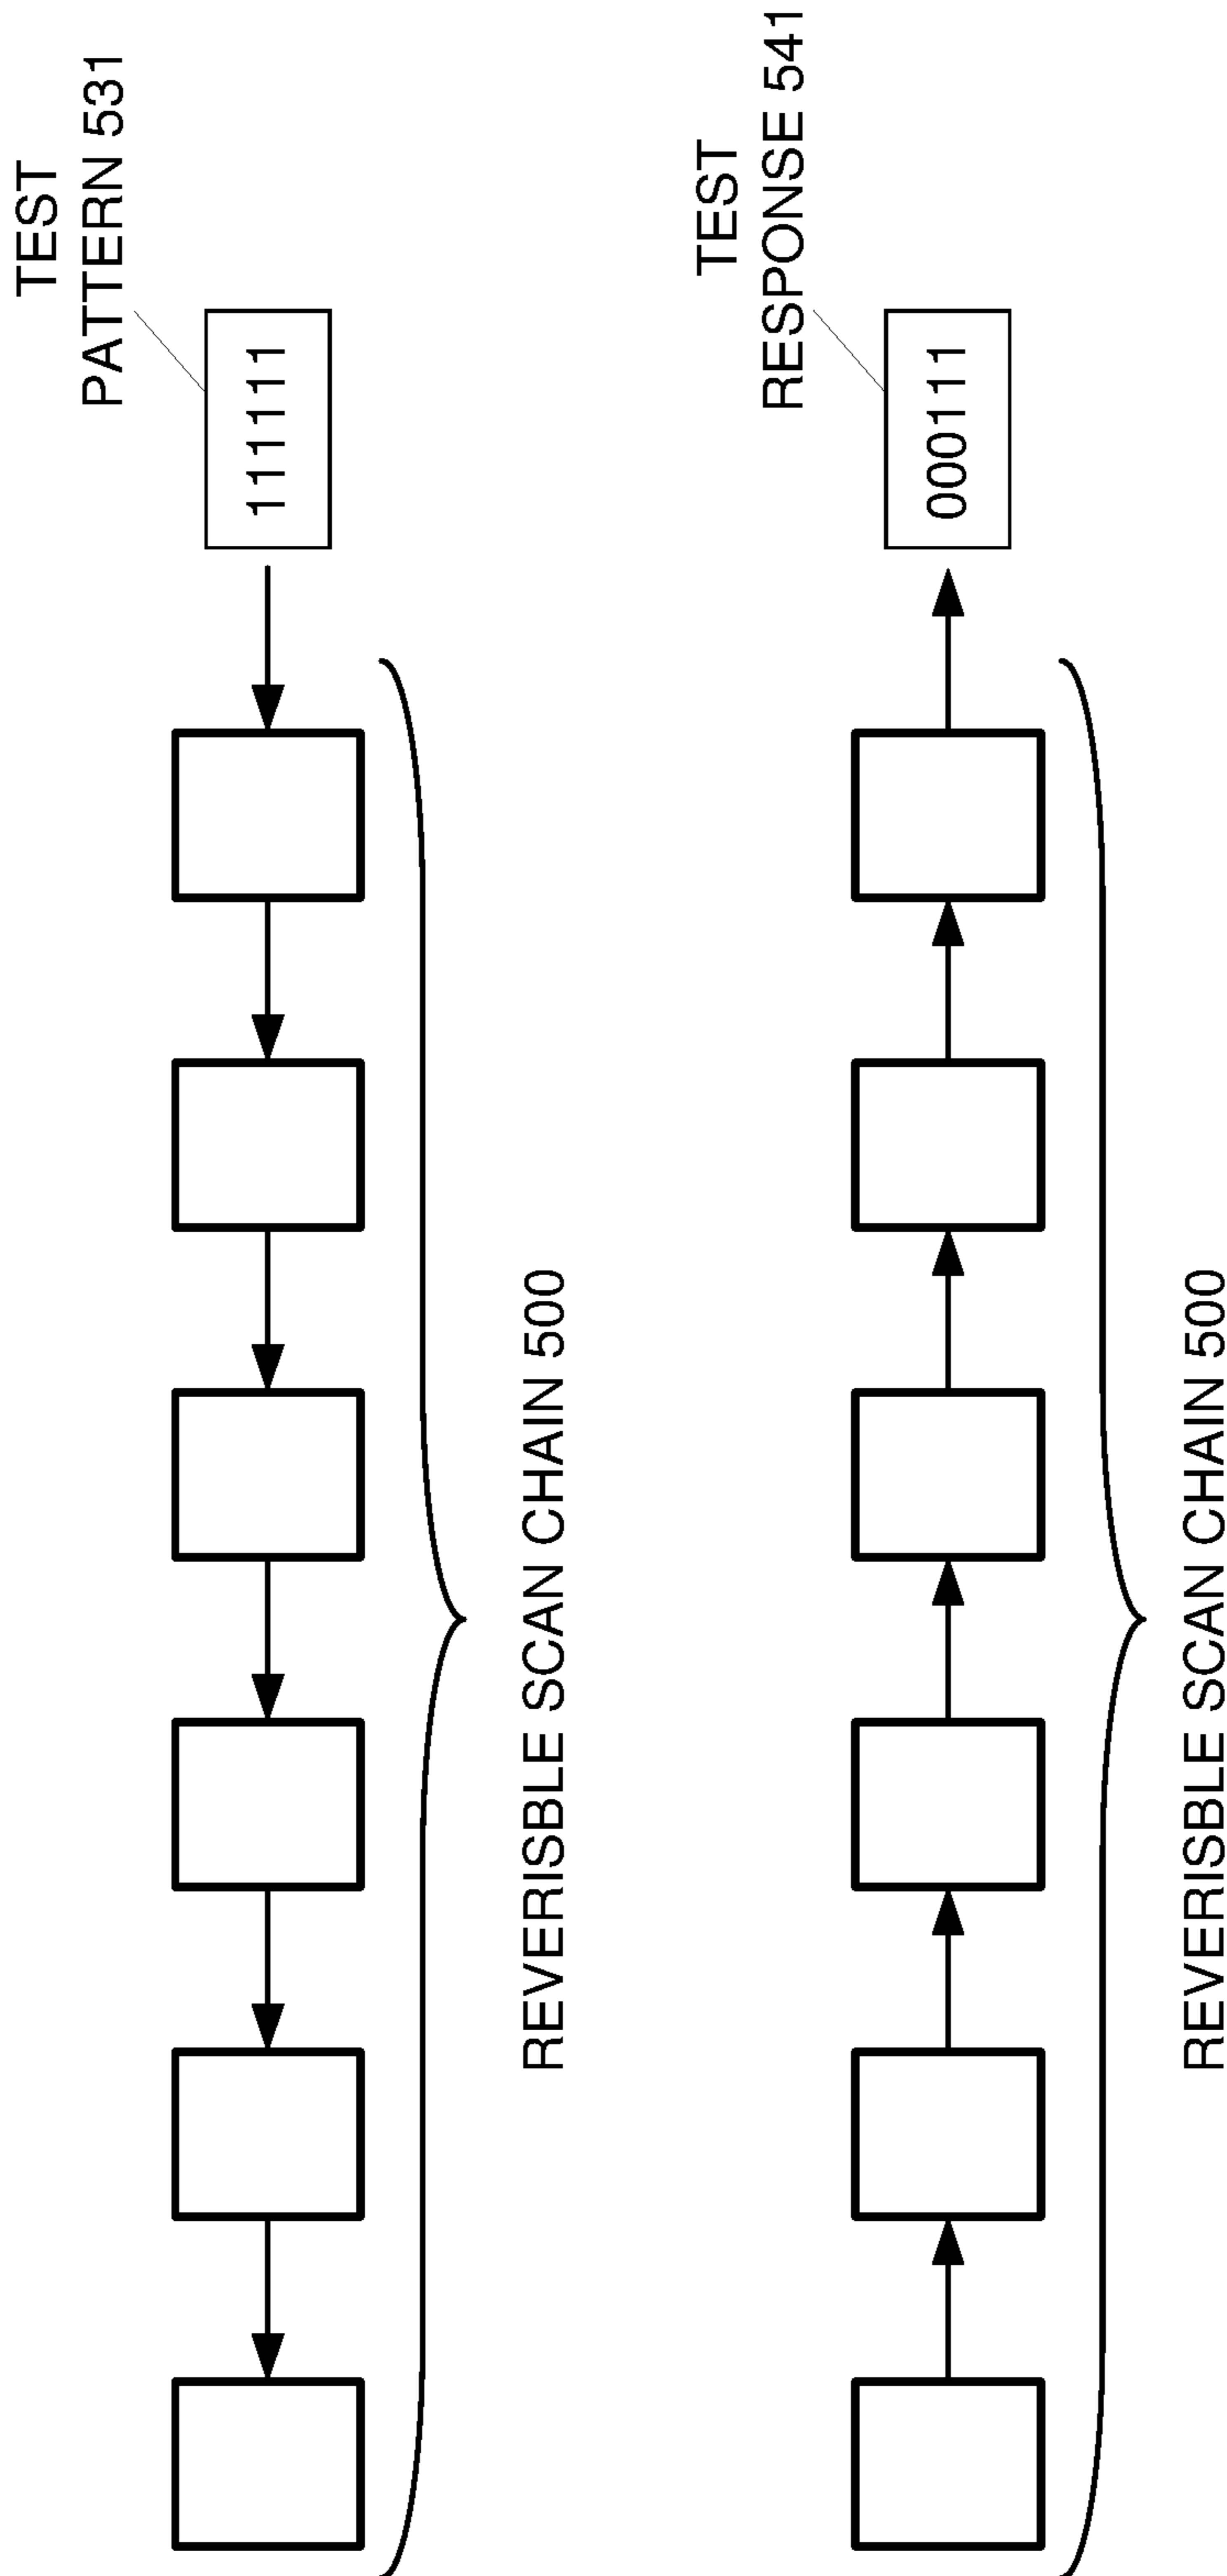 TEST
PATTERN 531
111111
REVERISBLE SCAN CHAIN 500
TEST
RESPONSE 541
000111
REVERISBLE SCAN CHAIN 500